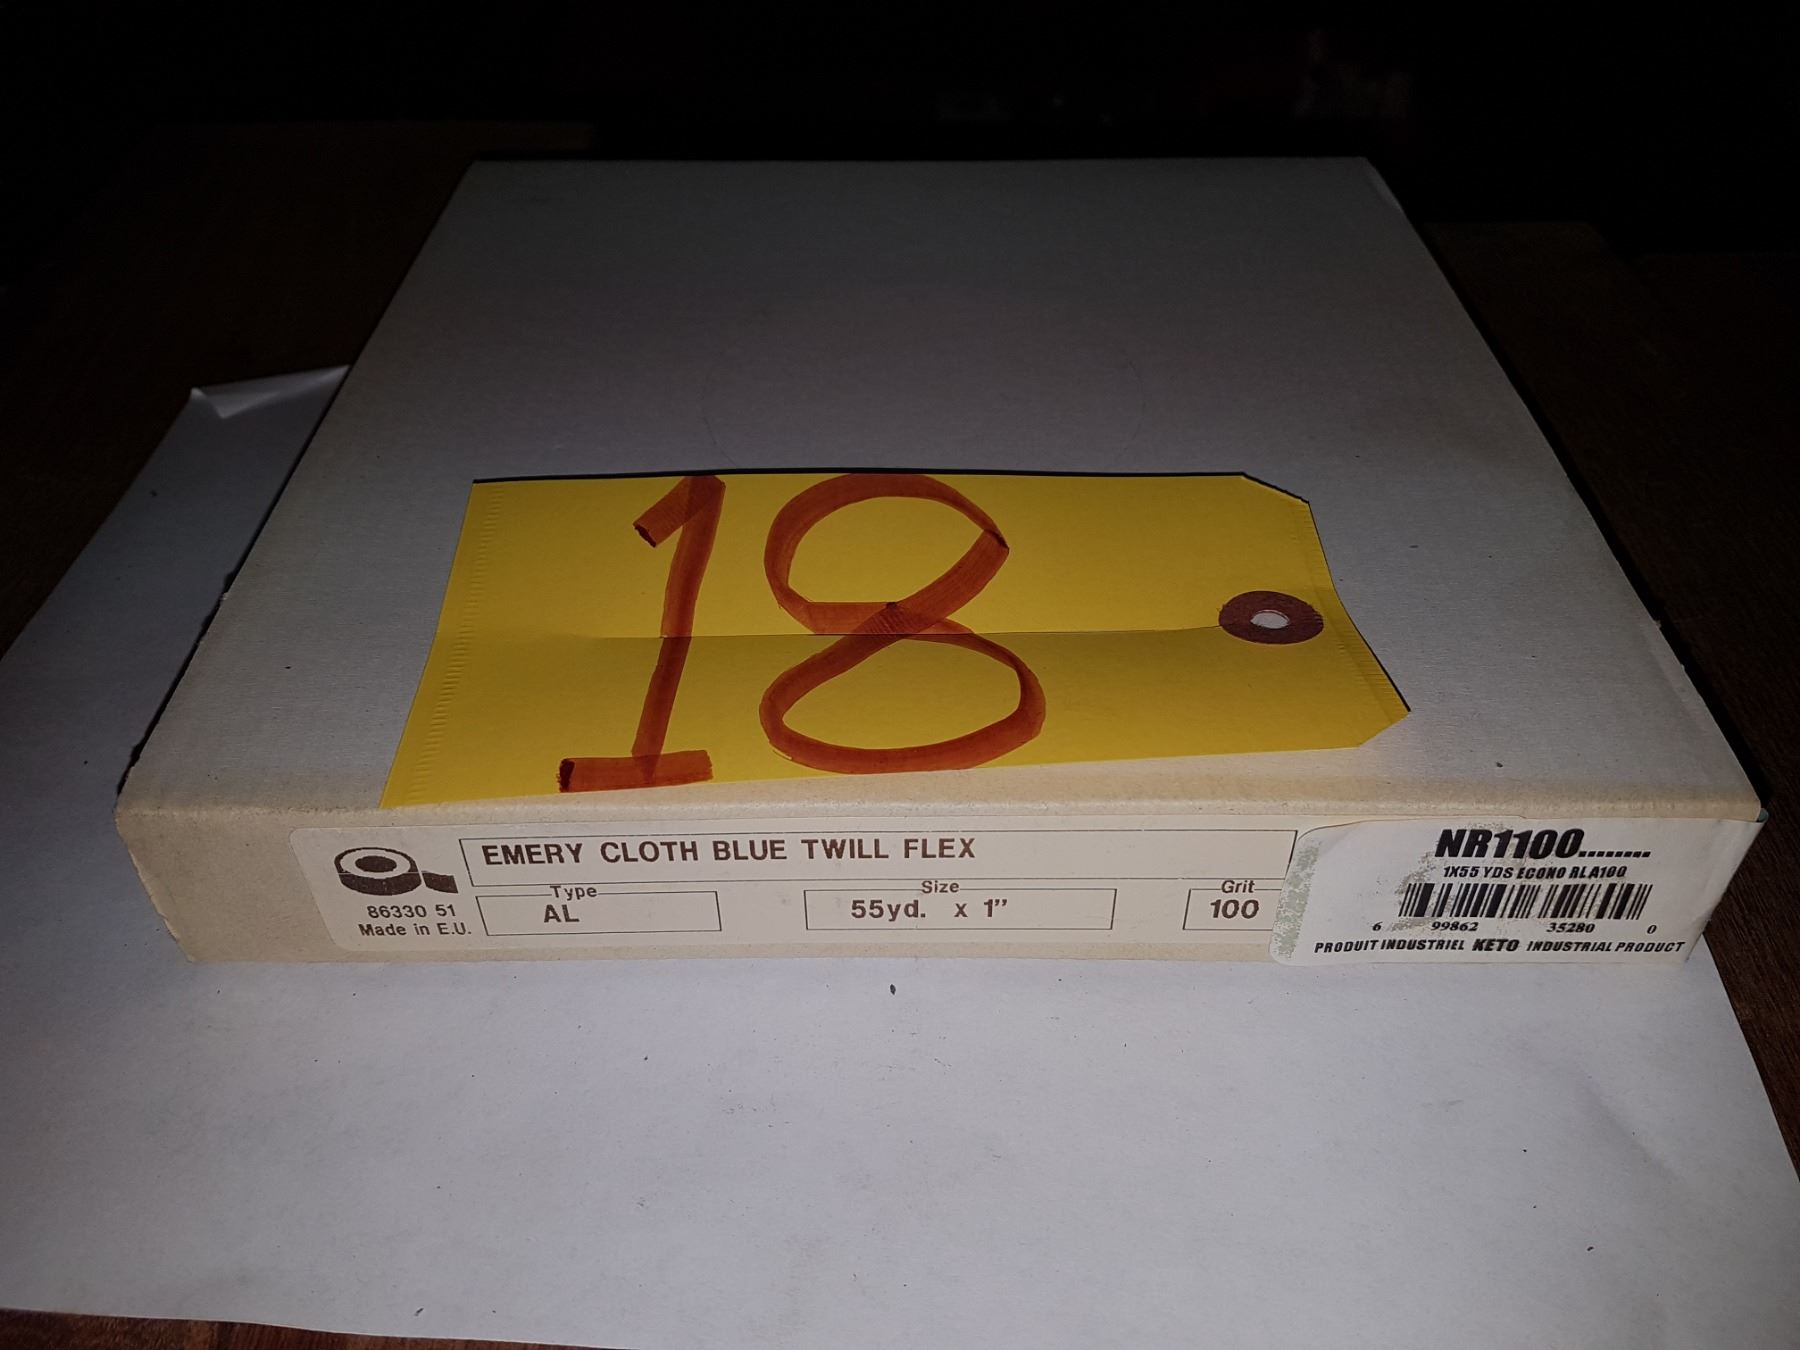 18
EMERY CLOTH BLUE TWILL FLEX
Type
AL
Size
55yd. x 1"
Grit
100
86330 51
Made in E.U.
NR1100........
1X55 YDS ECONO RLA100
6 99862 35280 0
PRODUIT INDUSTRIEL KETO INDUSTRIAL PRODUCT